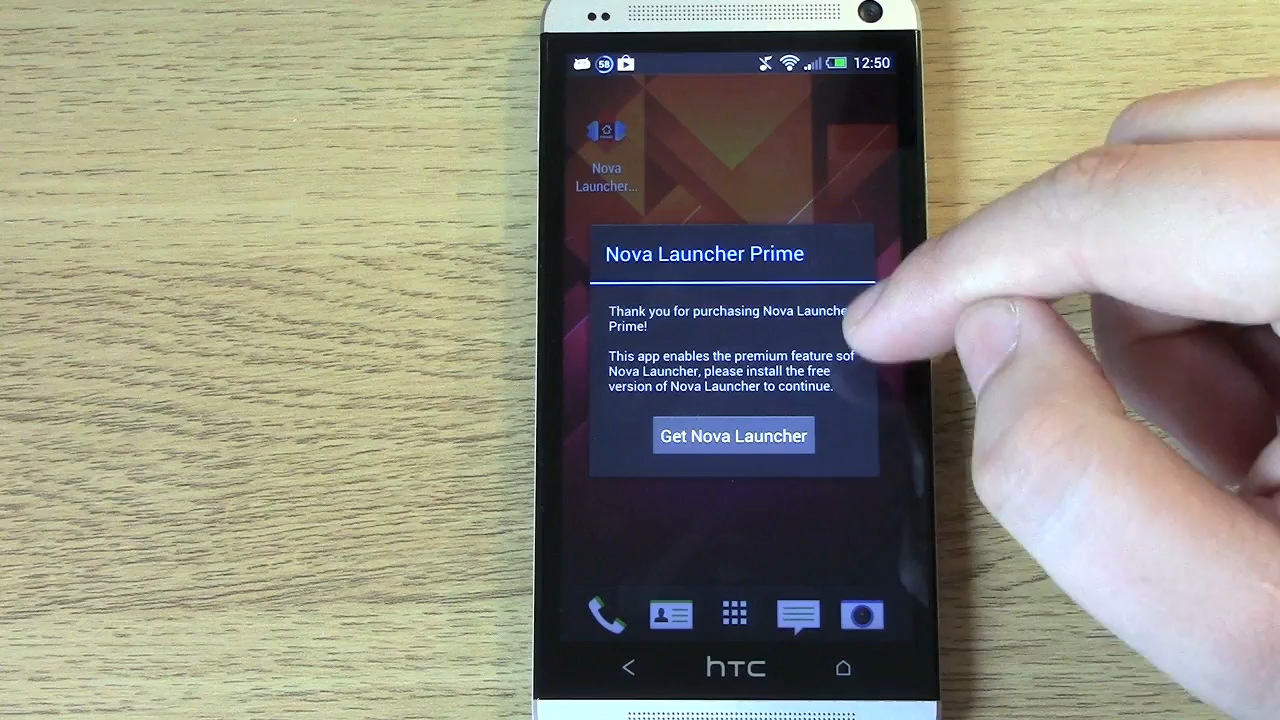 58
12:50
Nova
Launcher...
Nova Launcher Prime
Thank you for purchasing Nova Launche
Prime!
This app enables the premium feature sof
Nova Launcher, please install the free
version of Nova Launcher to continue.
Get Nova Launcher
hTC